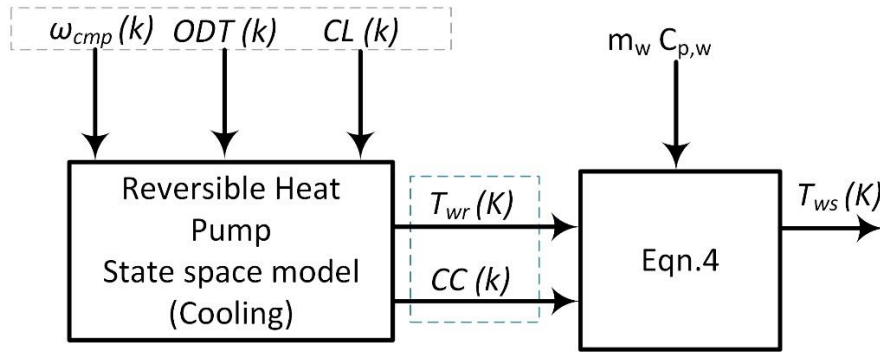 ω_cmp (k) ODT (k) CL (k)
m_w C_p,w
Reversible Heat
Pump
State space model
(Cooling)
T_wr (K)
CC (k)
Eqn.4
T_ws (K)